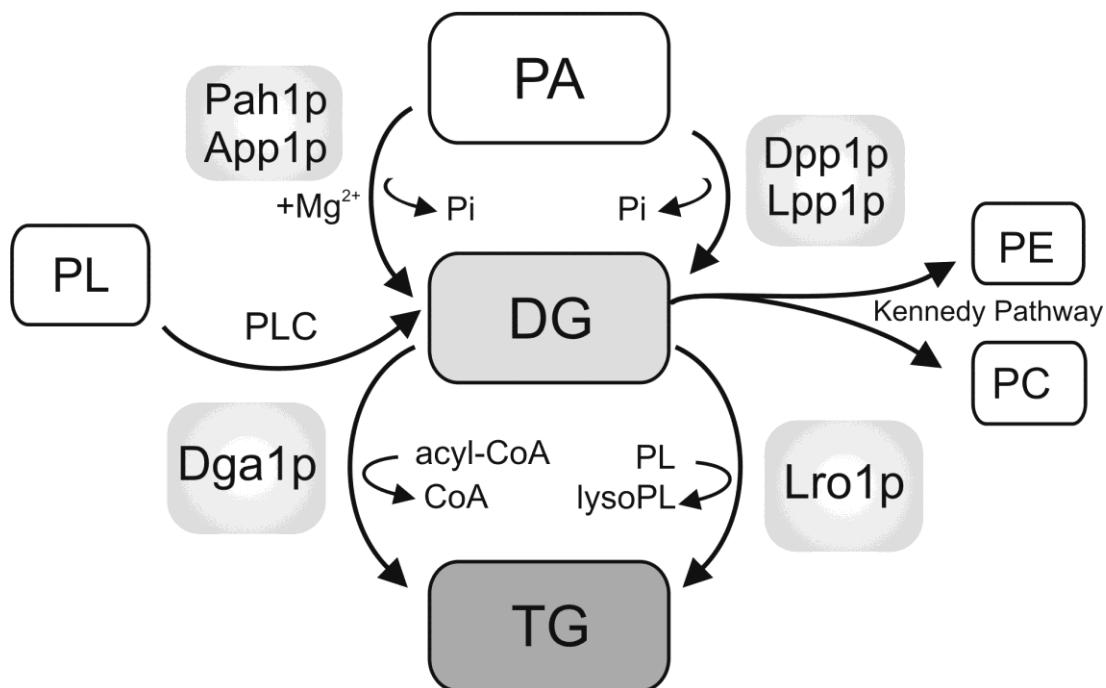 PA
Pah1p
App1p
+Mg²⁺
Pi
Pi
Dpp1p
Lpp1p
PL
PLC
DG
PE
Kennedy Pathway
PC
Dga1p
acyl-CoA
CoA
PL
lysoPL
Lro1p
TG